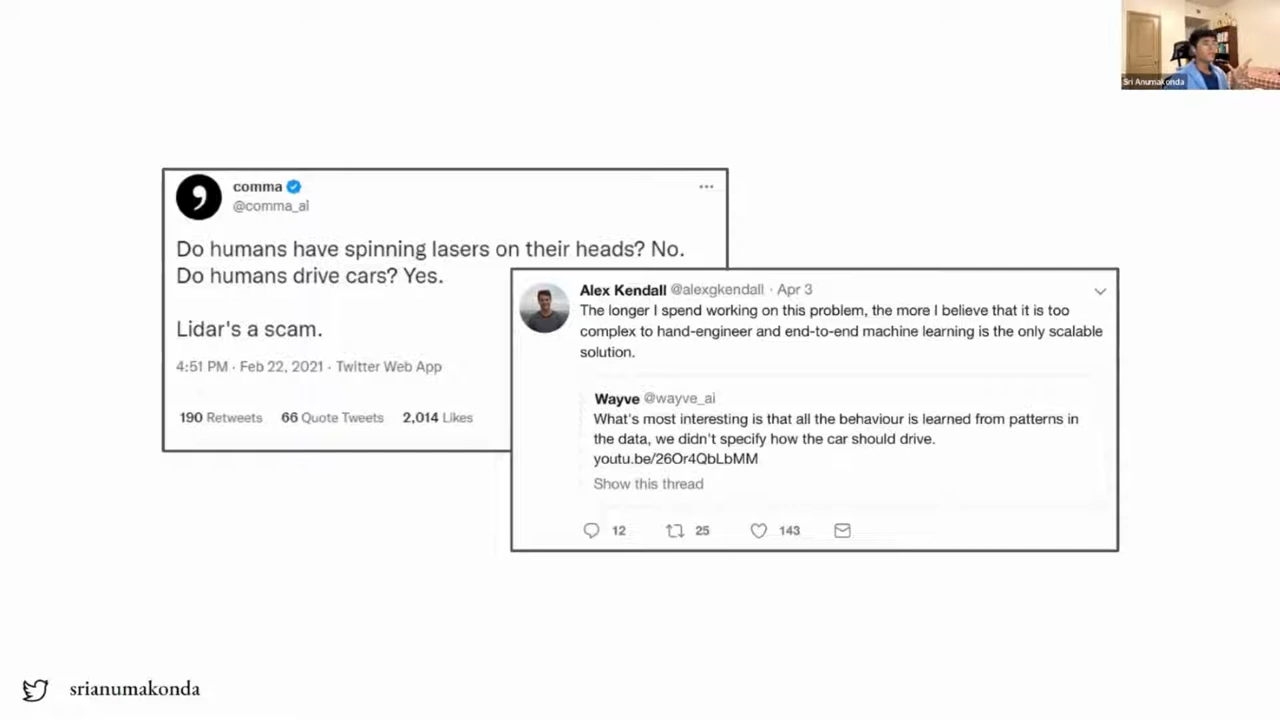 Sri Anumakonda
comma
@comma_ai
Do humans have spinning lasers on their heads? No.
Do humans drive cars? Yes.
Lidar's a scam.
4:51 PM · Feb 22, 2021 · Twitter Web App
190 Retweets 66 Quote Tweets 2,014 Likes
Alex Kendall @alexgkendall · Apr 3
The longer I spend working on this problem, the more I believe that it is too
complex to hand-engineer and end-to-end machine learning is the only scalable
solution.
Wayve @wayve_ai
What's most interesting is that all the behaviour is learned from patterns in
the data, we didn't specify how the car should drive.
youtu.be/26Or4QbLbMM
Show this thread
12 25 143
srianumakonda